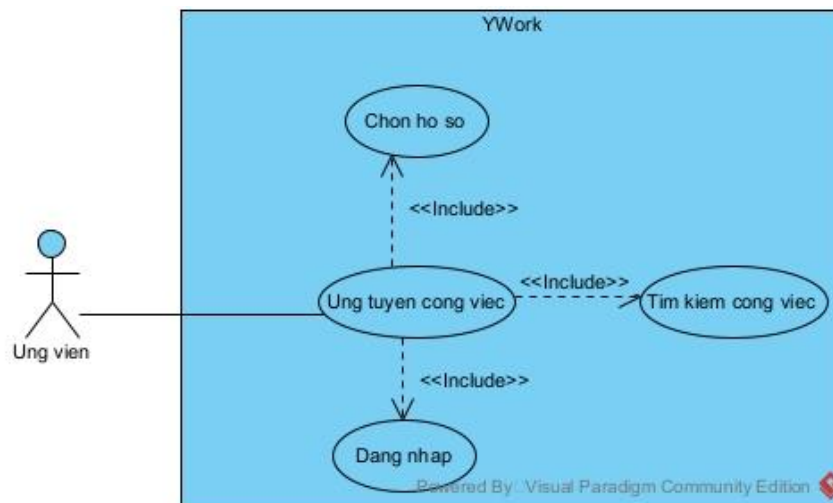 YWork
Chon ho so
<<Include>>
Ung tuyen cong viec
<<Include>>
Tim kiem cong viec
Ung vien
<<Include>>
Dang nhap
Powered By Visual Paradigm Community Edition